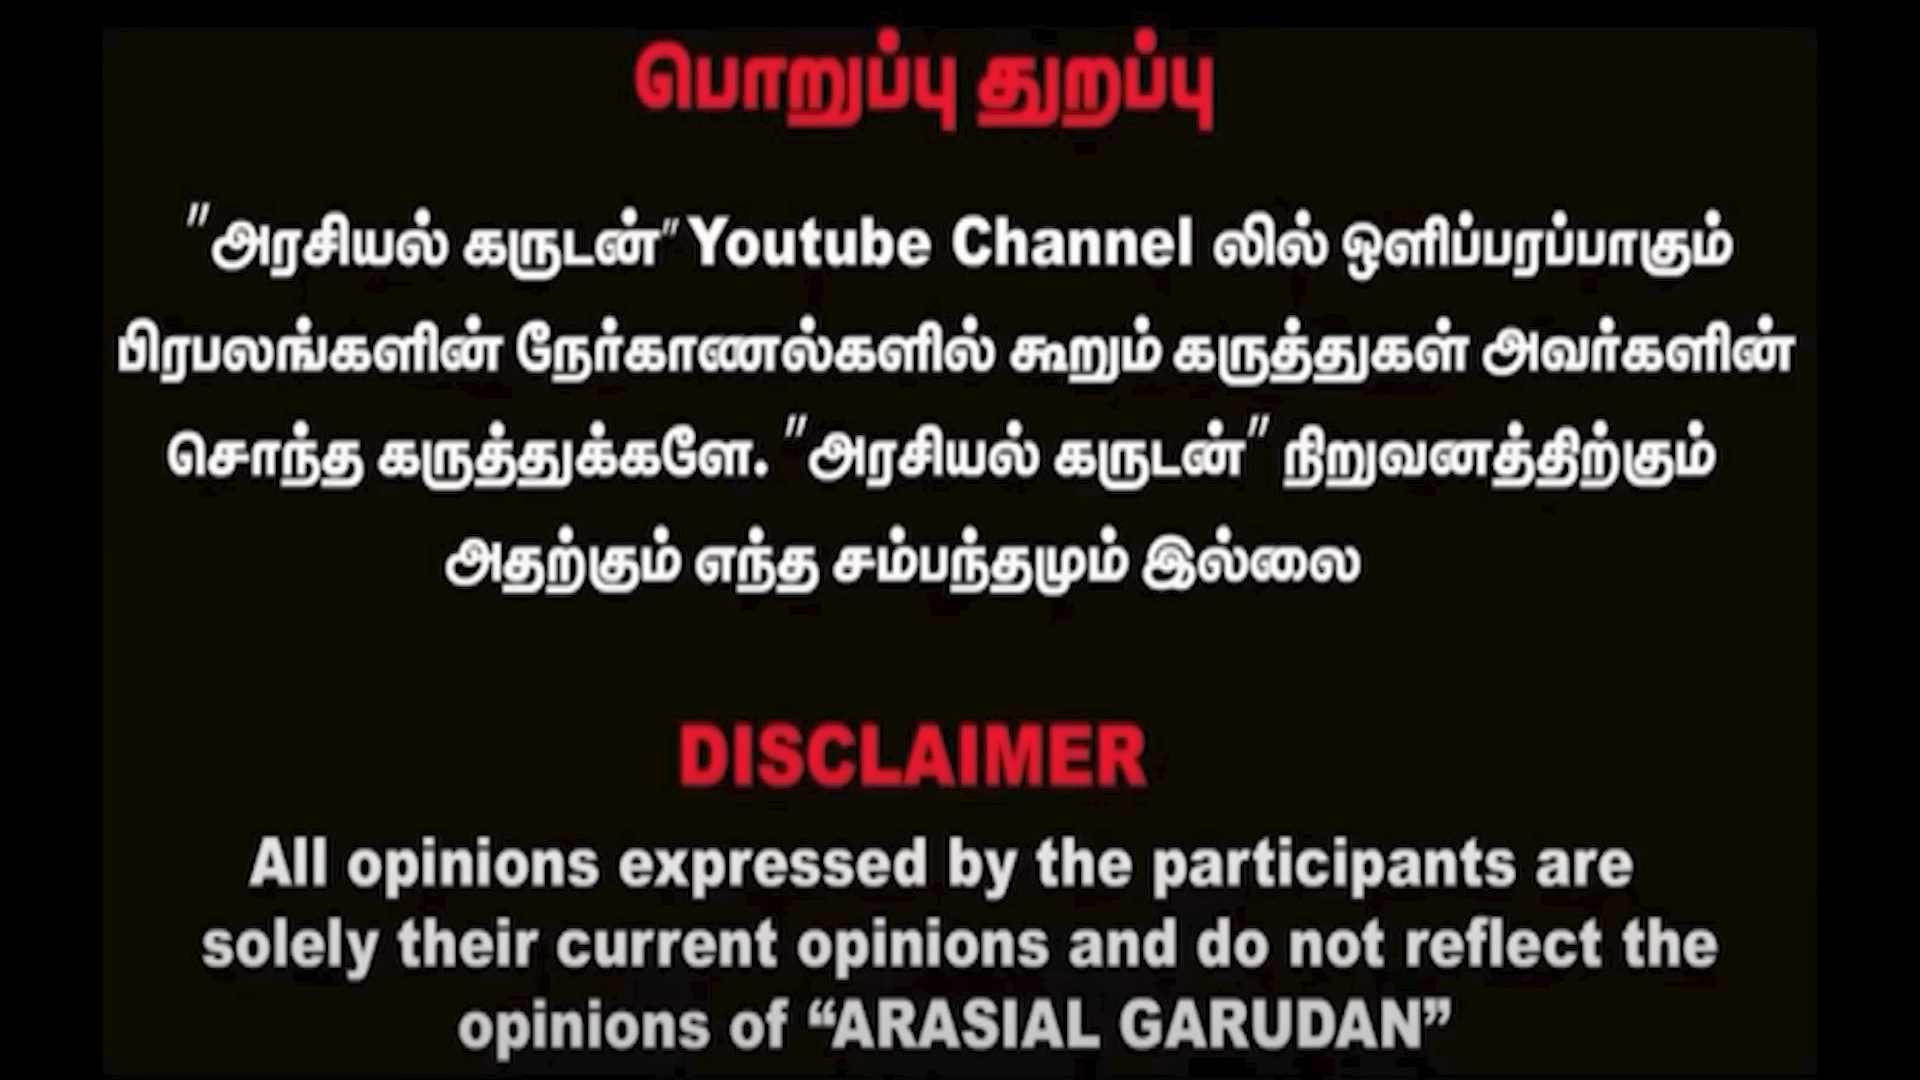 பொறுப்பு துறப்பு
"அரசியல் கருடன்" Youtube Channel லில் ஒளிப்பரப்பாகும்
பிரபலங்களின் நேர்காணல்களில் கூறும் கருத்துகள் அவர்களின்
சொந்த கருத்துக்களே. "அரசியல் கருடன்" நிறுவனத்திற்கும்
அதற்கும் எந்த சம்பந்தமும் இல்லை
DISCLAIMER
All opinions expressed by the participants are
solely their current opinions and do not reflect the
opinions of “ARASIAL GARUDAN”